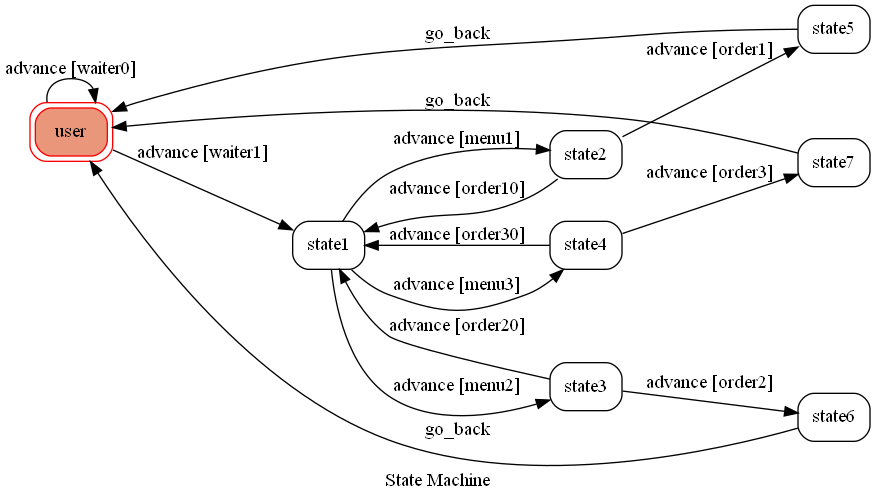 state5
go_back
advance [order1]
advance [waiter0]
go_back
user
advance [menu1]
advance [waiter1]
state2
state7
advance [order3]
advance [order10]
advance [order30]
state1
state4
advance [menu3]
advance [order20]
advance [menu2]
state3
advance [order2]
state6
go_back
State Machine